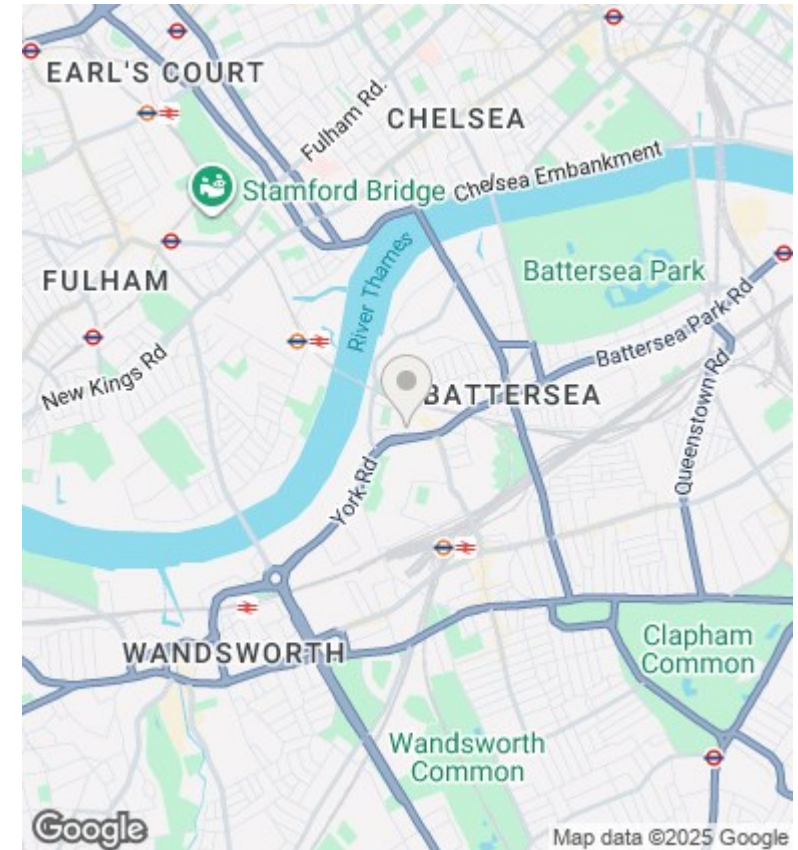 EARL'S COURT
CHELSEA
Fulham Rd.
Chelsea Embankment
Stamford Bridge
Battersea Park
FULHAM
River Thames
Battersea Park Rd
New Kings Rd
BATTERSEA
Queenstown Rd
York Rd
Clapham
Common
WANDSWORTH
Wandsworth
Common
Google
Map data ©2025 Google